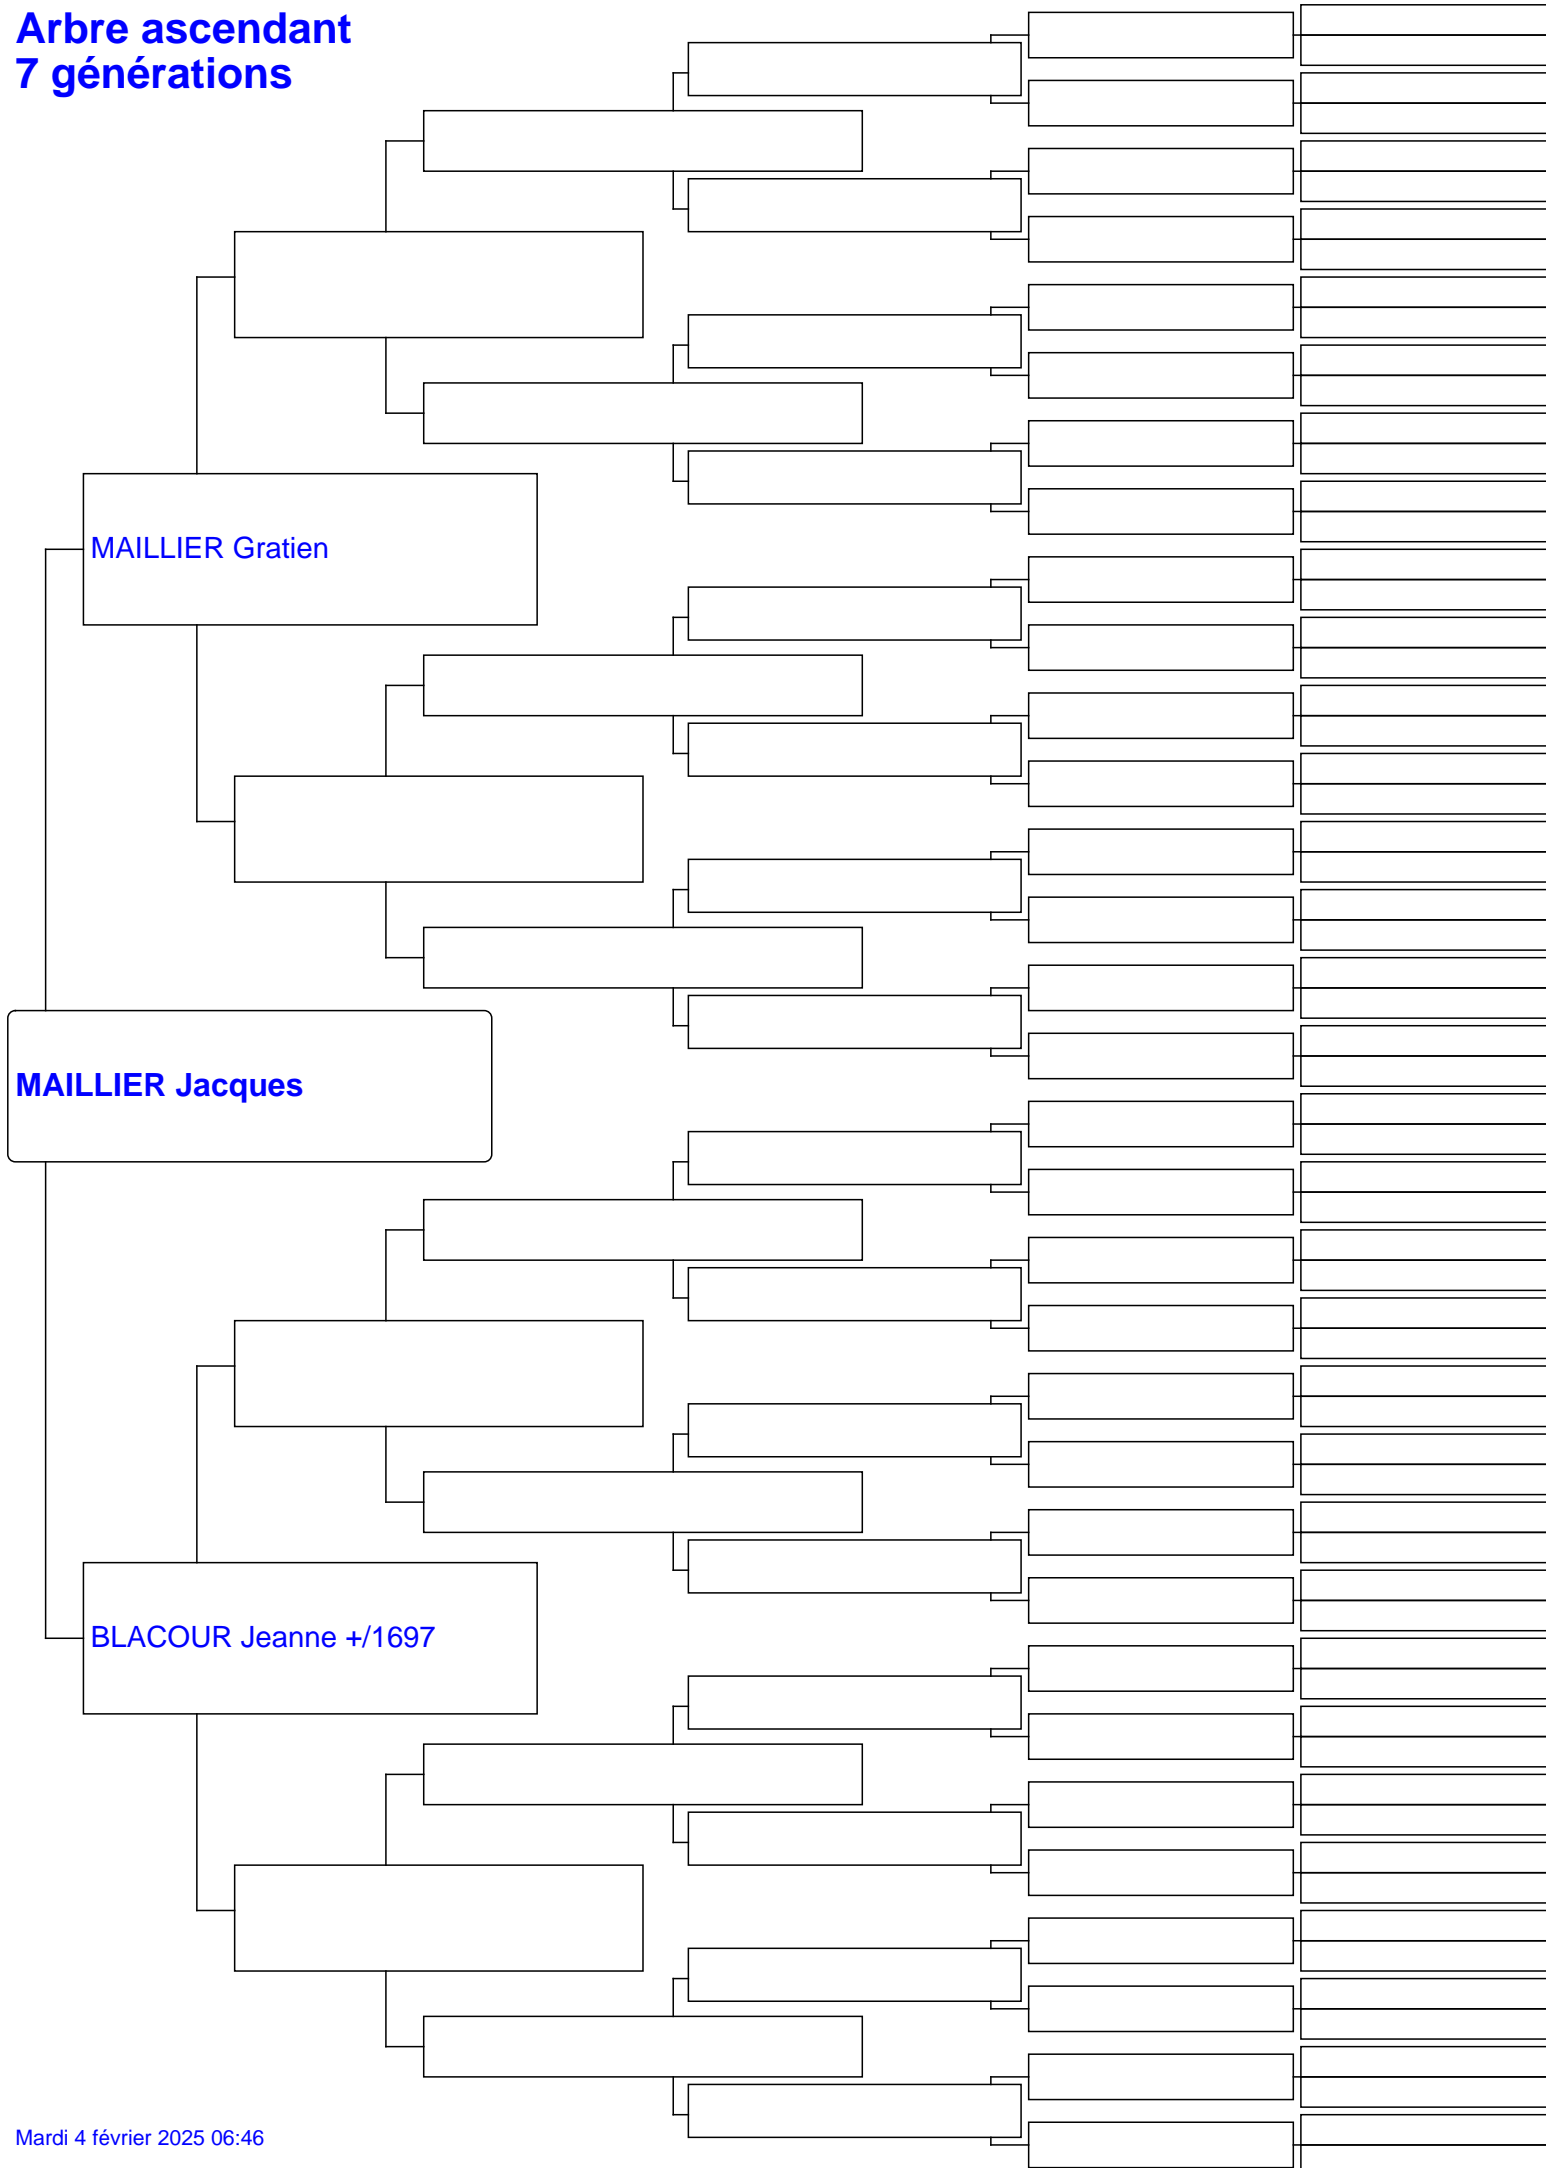 Arbre ascendant
7 générations
MAILLIER Gratien
MAILLIER Jacques
BLACOUR Jeanne +/1697
Mardi 4 février 2025 06:46